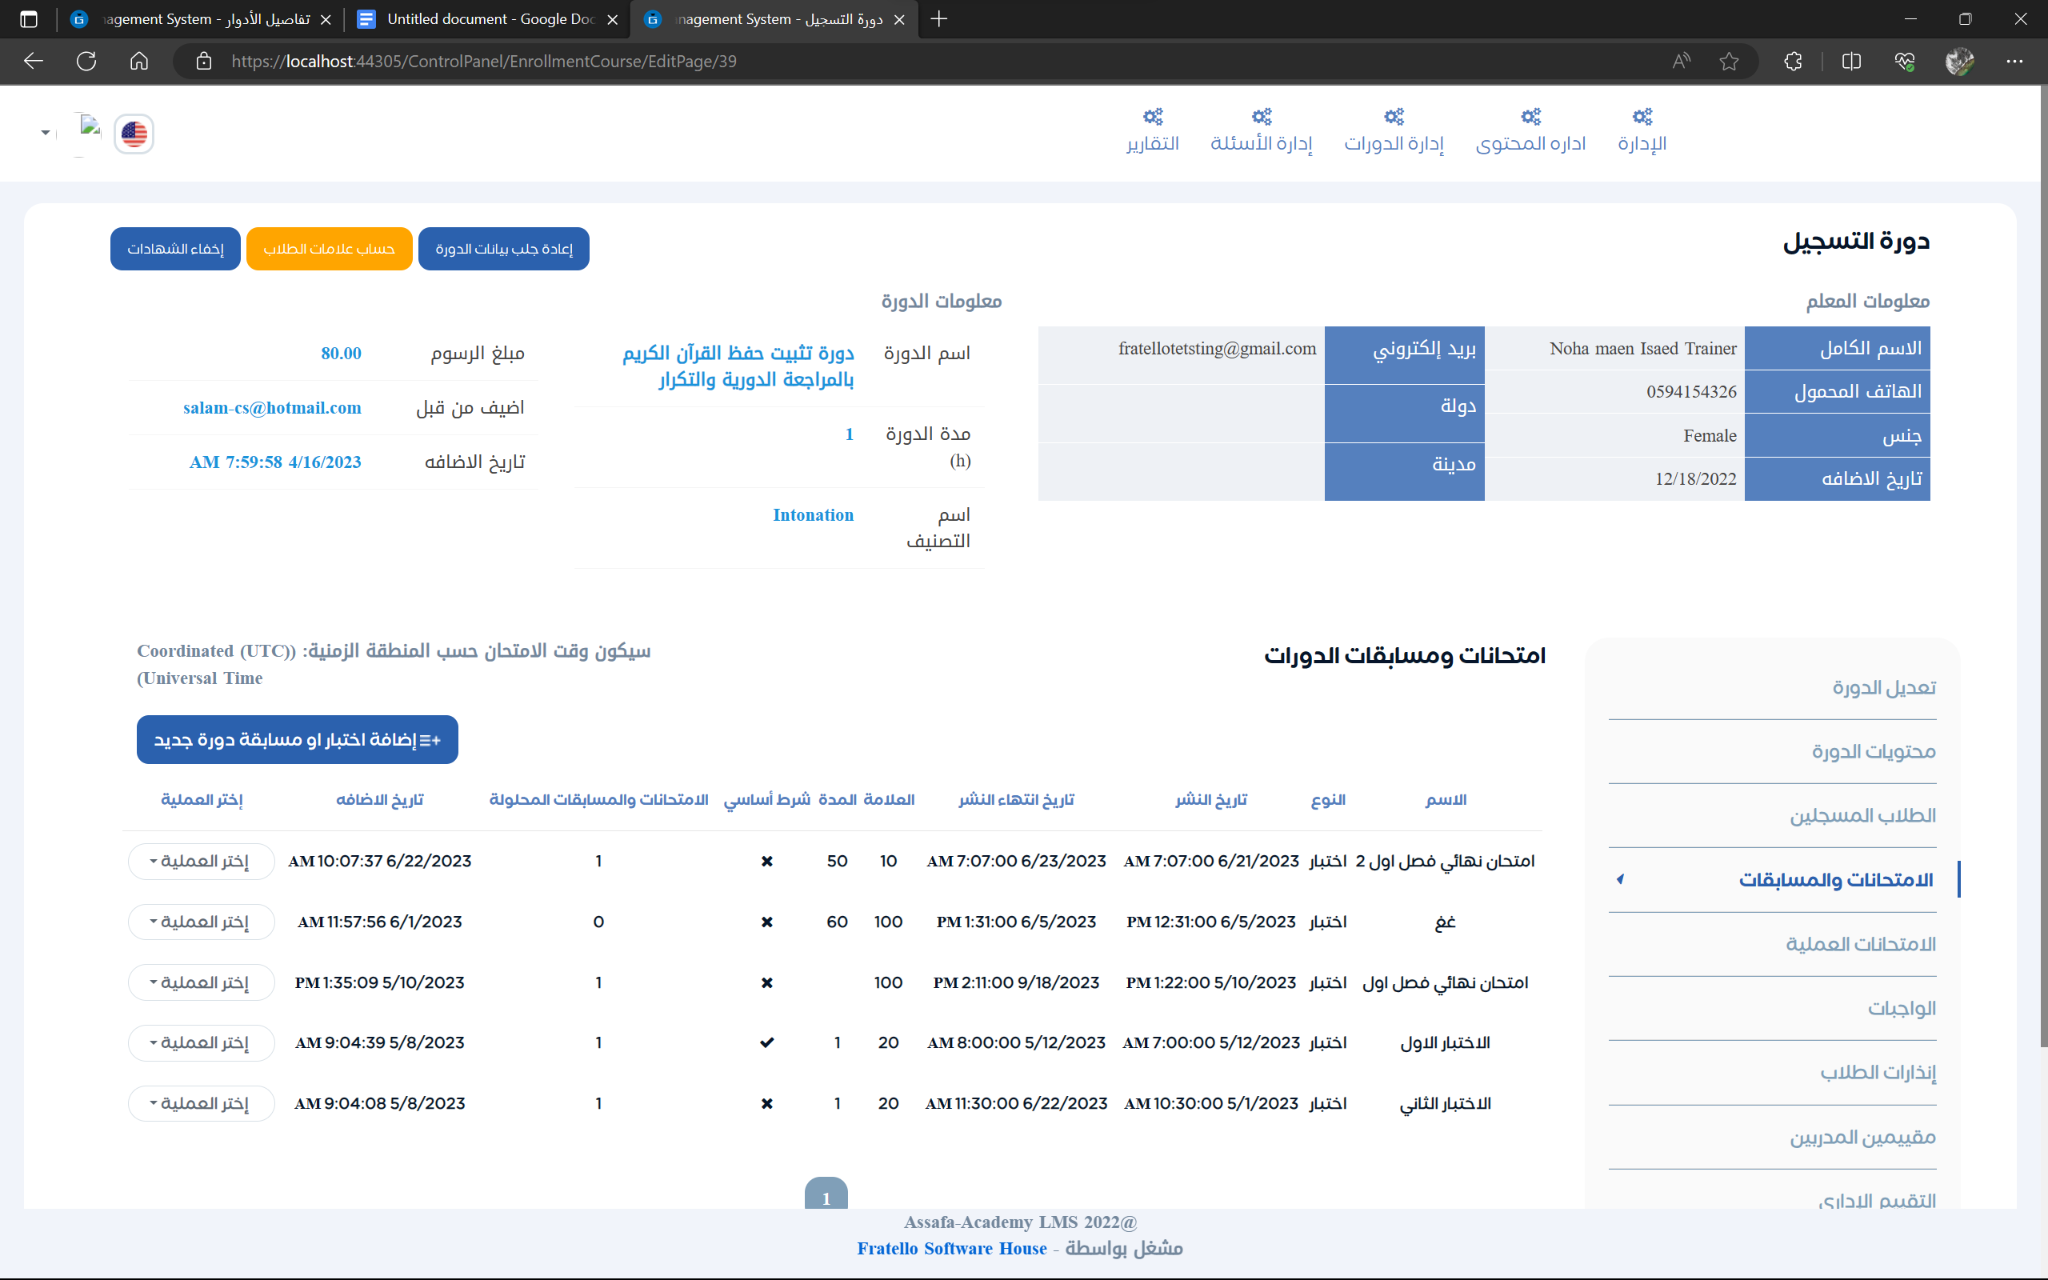 nagement System - تفاصيل الأدوار
Untitled document - Google Doc
nagement System - دورة التسجيل
https://localhost:44305/ControlPanel/EnrollmentCourse/EditPage/39
الإدارة
اداره المحتوى
إدارة الدورات
إدارة الأسئلة
التقارير
دورة التسجيل
إعادة جلب بيانات الدورة
حساب علامات الطلاب
إخفاء الشهادات
معلومات المعلم
الاسم الكامل Noha maen Isaed Trainer
الهاتف المحمول 0594154326
جنس Female
تاريخ الاضافه 12/18/2022
بريد إلكتروني fratellotetsting@gmail.com
دولة
مدينة
معلومات الدورة
اسم الدورة دورة تثبيت حفظ القرآن الكريم
بالمراجعة الدورية والتكرار
مدة الدورة 1
(h)
اسم Intonation
التصنيف
مبلغ الرسوم 80.00
اضيف من قبل salam-cs@hotmail.com
تاريخ الاضافه AM 7:59:58 4/16/2023
تعديل الدورة
محتويات الدورة
الطلاب المسجلين
الامتحانات والمسابقات
الامتحانات العملية
الواجبات
إنذارات الطلاب
مقييمين المدربين
التقييم الإداري
امتحانات ومسابقات الدورات
سيكون وقت الامتحان حسب المنطقة الزمنية: ((UTC) Coordinated
Universal Time)
إضافة اختبار او مسابقة دورة جديد
الاسم النوع تاريخ النشر تاريخ انتهاء النشر العلامة المدة شرط أساسي الامتحانات والمسابقات المحلولة تاريخ الاضافه إختر العملية
امتحان نهائي فصل اول 2 اختبار AM 7:07:00 6/21/2023 AM 7:07:00 6/23/2023 10 50 ✖ 1 AM 10:07:37 6/22/2023 إختر العملية
غغ اختبار PM 12:31:00 6/5/2023 PM 1:31:00 6/5/2023 100 60 ✖ 0 AM 11:57:56 6/1/2023 إختر العملية
امتحان نهائي فصل اول اختبار PM 1:22:00 5/10/2023 PM 2:11:00 9/18/2023 100 ✖ 1 PM 1:35:09 5/10/2023 إختر العملية
الاختبار الاول اختبار AM 7:00:00 5/12/2023 AM 8:00:00 5/12/2023 20 1 ✔ 1 AM 9:04:39 5/8/2023 إختر العملية
الاختبار الثاني اختبار AM 10:30:00 5/1/2023 AM 11:30:00 6/22/2023 20 1 ✖ 1 AM 9:04:08 5/8/2023 إختر العملية
1
Assafa-Academy LMS 2022@
مشغل بواسطة - Fratello Software House